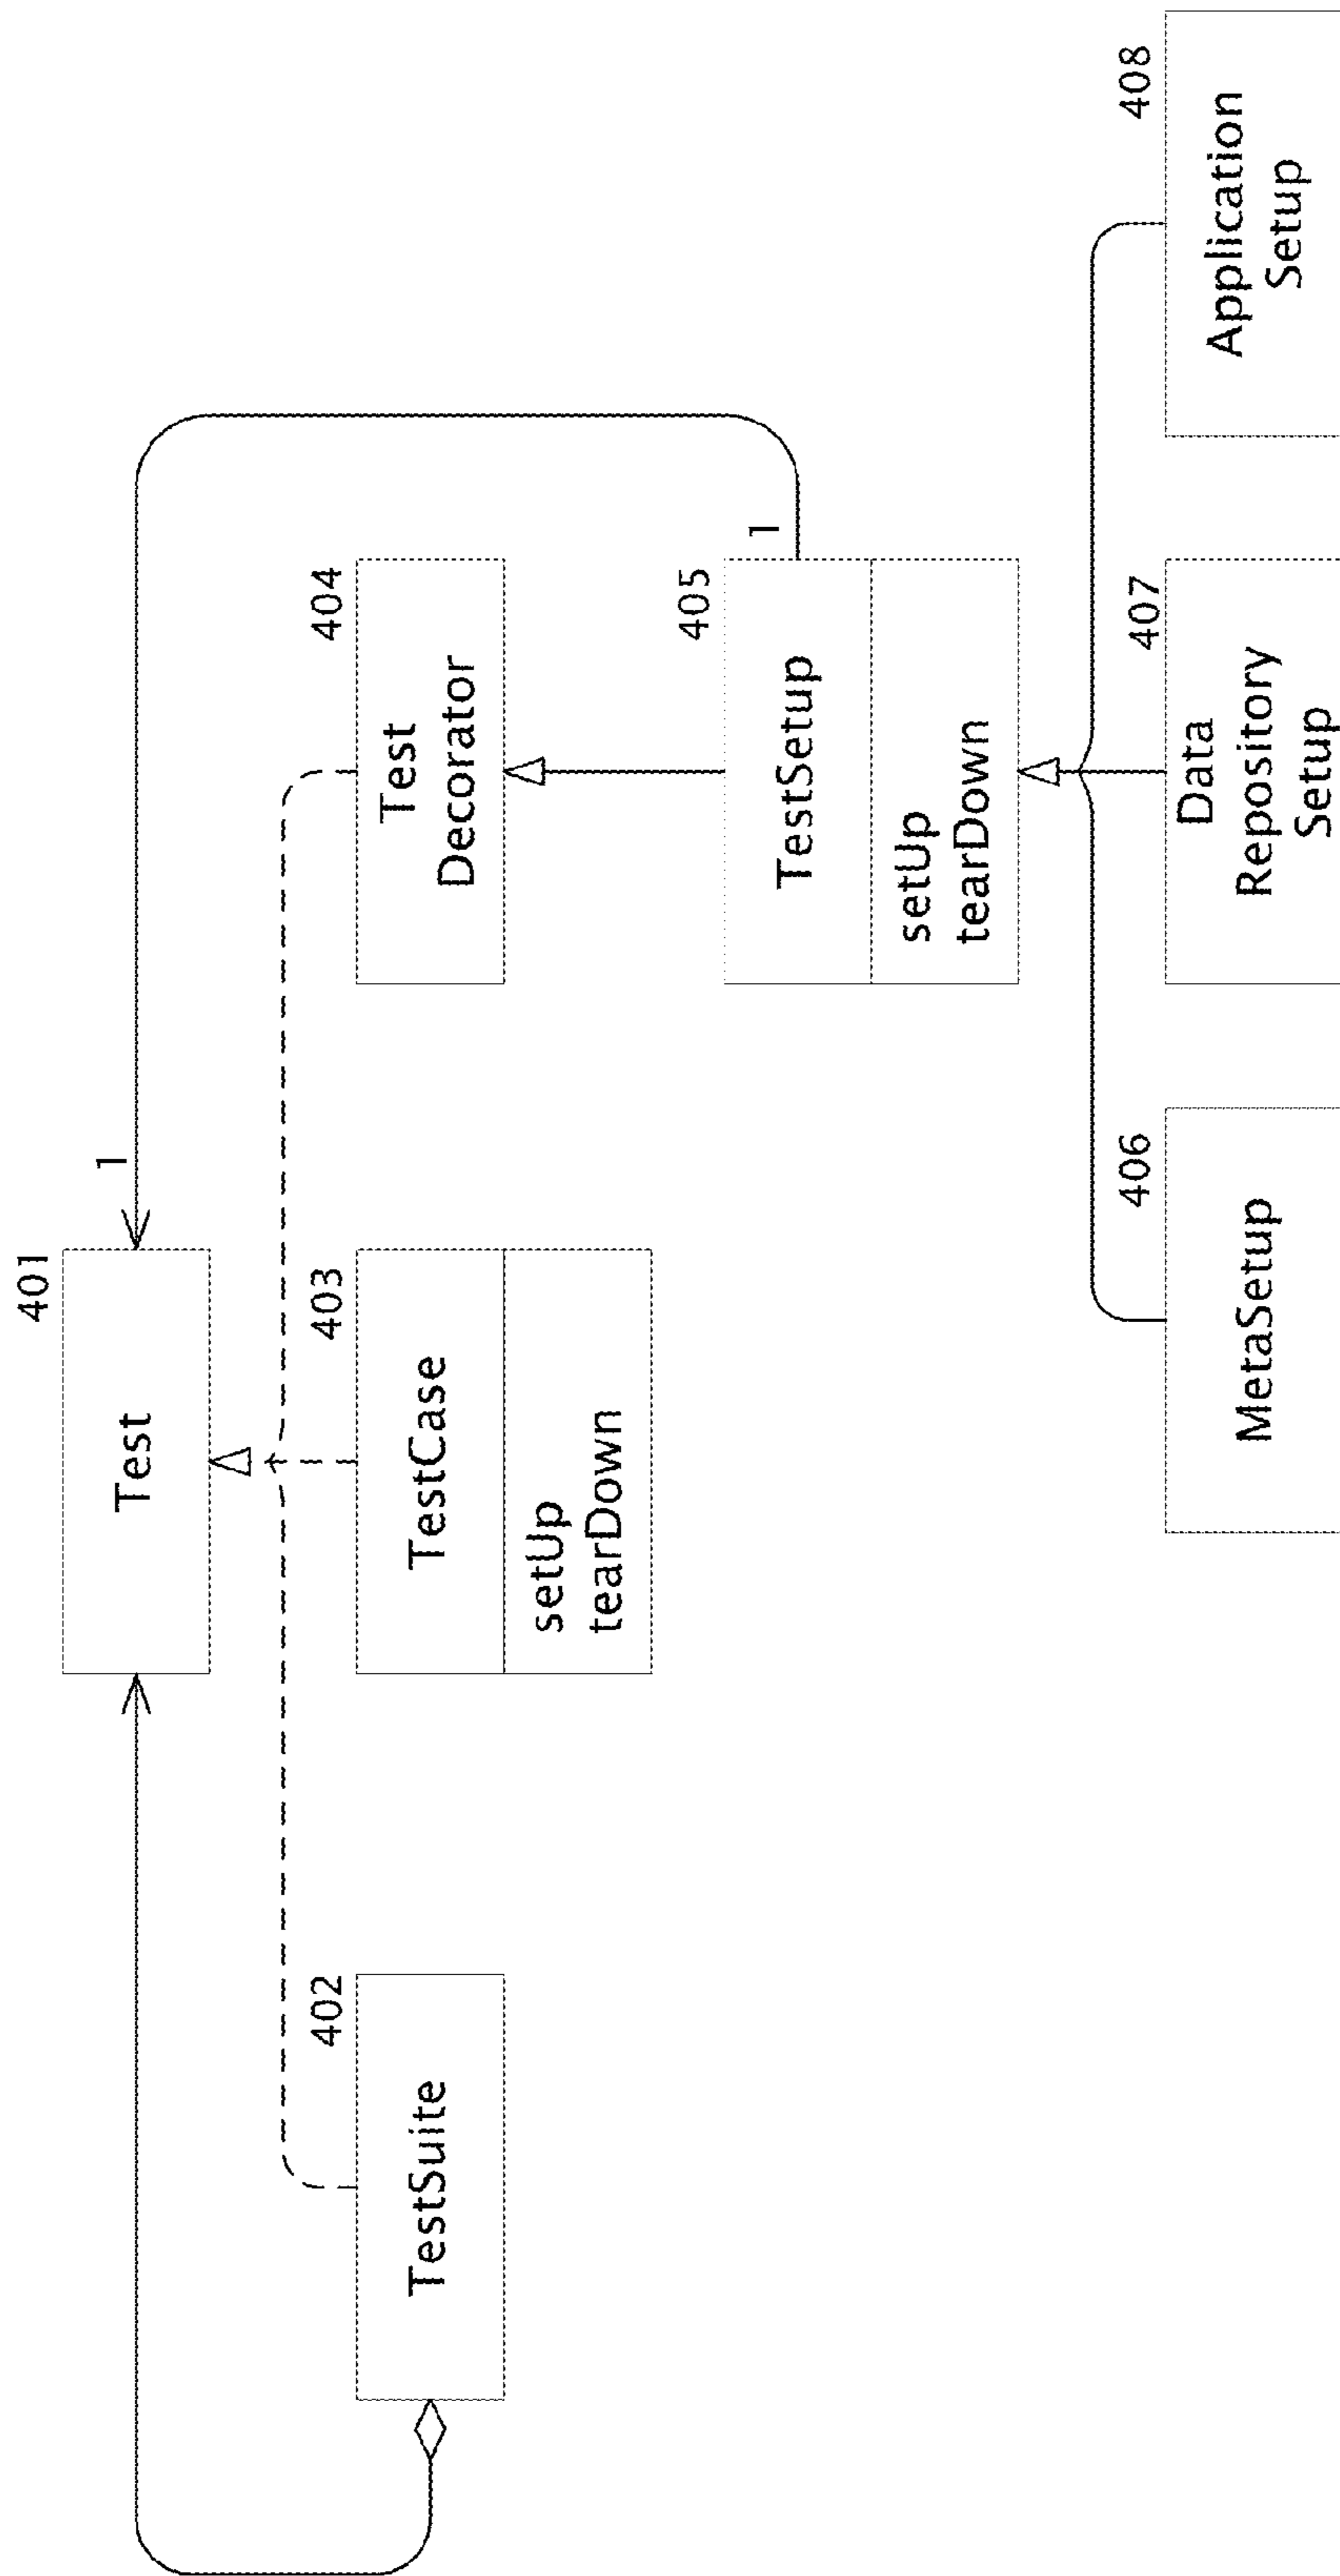 401
Test
1
402
TestSuite
403
TestCase
setUp
tearDown
404
Test
Decorator
405
1
TestSetup
setUp
tearDown
406
MetaSetup
407
Data
Repository
Setup
408
Application
Setup